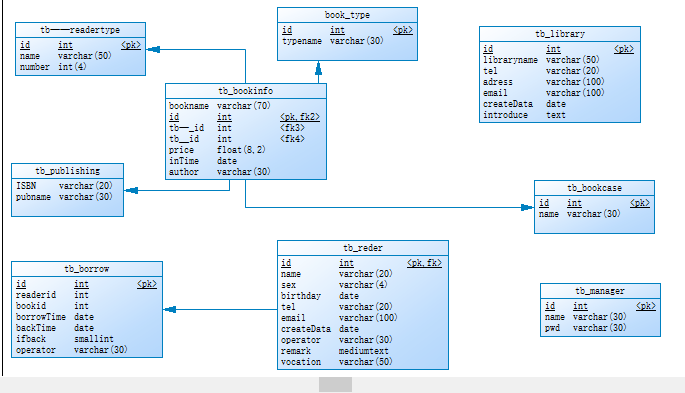 tb———readertype
id int <pk>
name varchar(50)
number int(4)
book_type
id int <pk>
typename varchar(30)
tb_library
id int <pk>
libraryname varchar(50)
tel varchar(20)
adress varchar(100)
email varchar(100)
createData date
introduce text
tb_bookinfo
bookname varchar(70)
id int <pk,fk2>
tb—_id int <fk3>
tb__id int <fk4>
price float(8,2)
inTime date
author varchar(30)
tb_publishing
ISBN varchar(20)
pubname varchar(30)
tb_bookcase
id int <pk>
name varchar(30)
tb_borrow
id int <pk>
readerid int
bookid int
borrowTime date
backTime date
ifback smallint
operator varchar(30)
tb_reder
id int <pk,fk>
name varchar(20)
sex varchar(4)
birthday date
tel varchar(20)
email varchar(100)
createData date
operator varchar(30)
remark mediumtext
vocation varchar(50)
tb_manager
id int <pk>
name varchar(30)
pwd varchar(30)